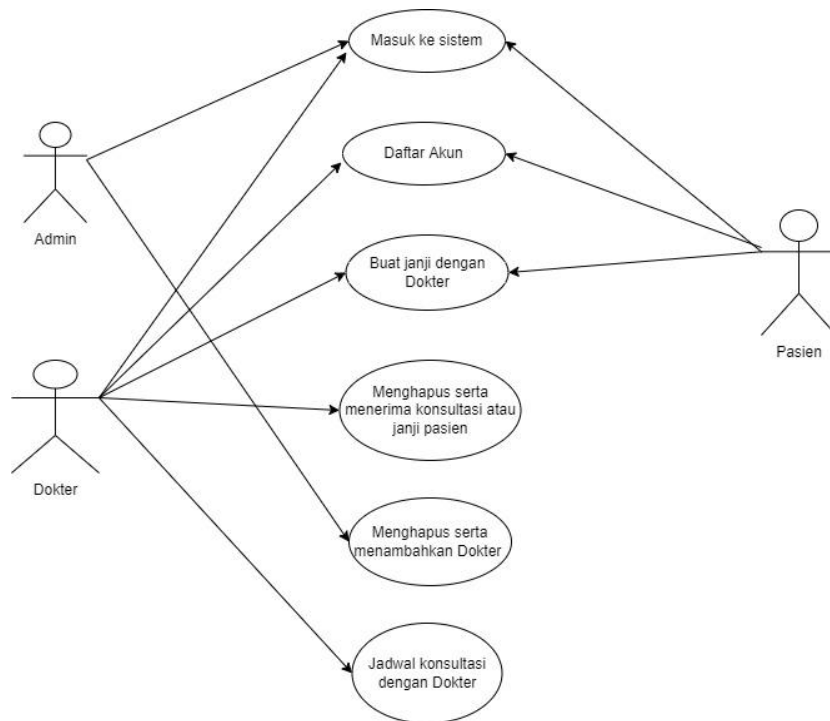 Masuk ke sistem
Daftar Akun
Admin
Buat janji dengan
Dokter
Pasien
Menghapus serta
menerima konsultasi atau
janji pasien
Dokter
Menghapus serta
menambahkan Dokter
Jadwal konsultasi
dengan Dokter